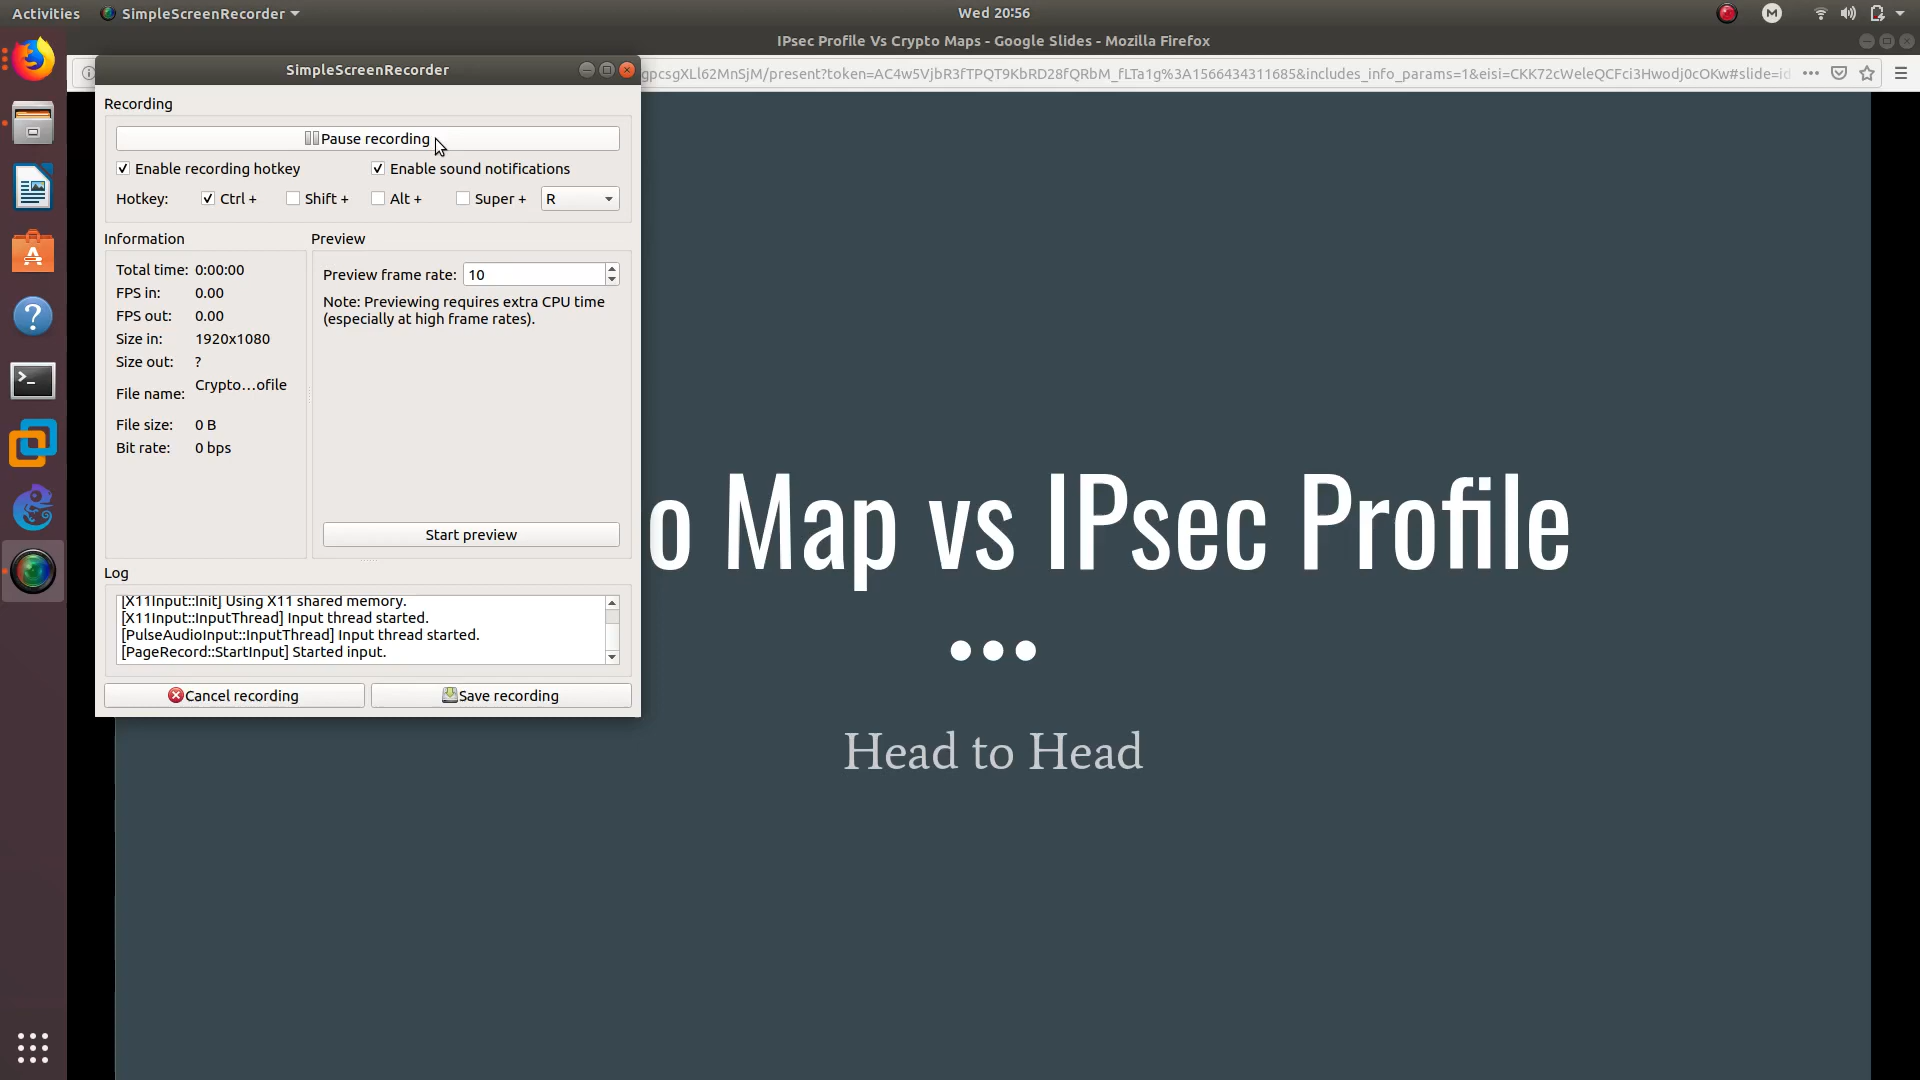 Activities SimpleScreenRecorder Wed 20:56
IPsec Profile Vs Crypto Maps - Google Slides - Mozilla Firefox
gpcsgXLl62MnSjM/present?token=AC4w5VjbR3fTPQT9KbRD28fQRbM_fLTa1g%3A1566434311685&includes_info_params=1&eisi=CKK72cWeleQCFci3Hwodj0cOKw#slide=id
SimpleScreenRecorder
Recording
Pause recording
Enable recording hotkey Enable sound notifications
Hotkey: Ctrl + Shift + Alt + Super + R
Information
Total time: 0:00:00
FPS in: 0.00
FPS out: 0.00
Size in: 1920x1080
Size out: ?
File name: Crypto...ofile
File size: 0 B
Bit rate: 0 bps
Preview
Preview frame rate: 10
Note: Previewing requires extra CPU time
(especially at high frame rates).
Start preview
Log
[X11Input::Init] Using X11 shared memory.
[X11Input::InputThread] Input thread started.
[PulseAudioInput::InputThread] Input thread started.
[PageRecord::StartInput] Started input.
Cancel recording Save recording
o Map vs IPsec Profile
Head to Head
M